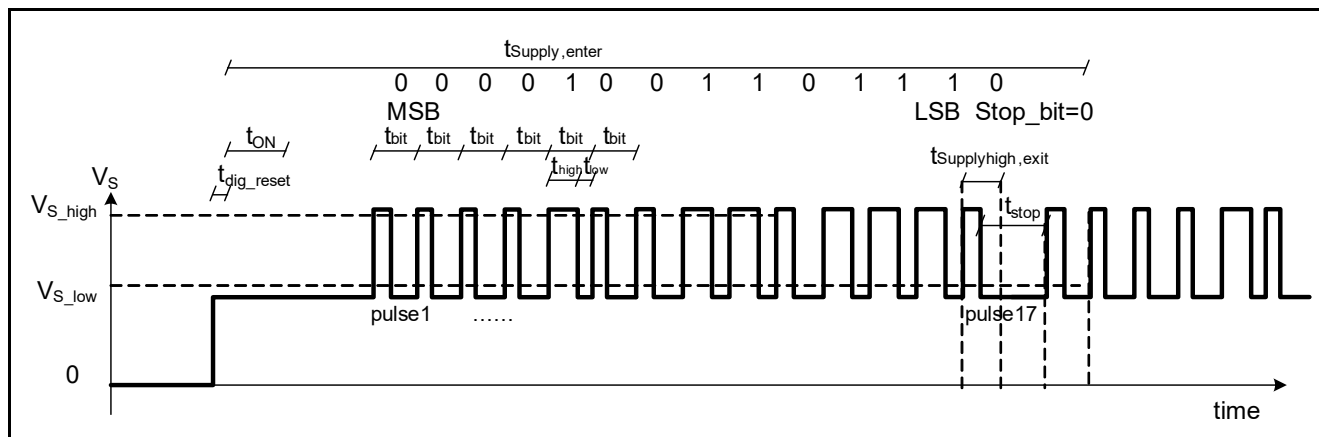 tSupply,enter
0 0 0 0 1 0 0 1 1 0 1 1 1 0
MSB LSB Stop_bit=0
tbit tbit tbit tbit tbit tbit
tON
thigh tlow
tSupplyhigh,exit
tdig_reset
VS
VS_high
tstop
VS_low
pulse1 ...... pulse17
0
time